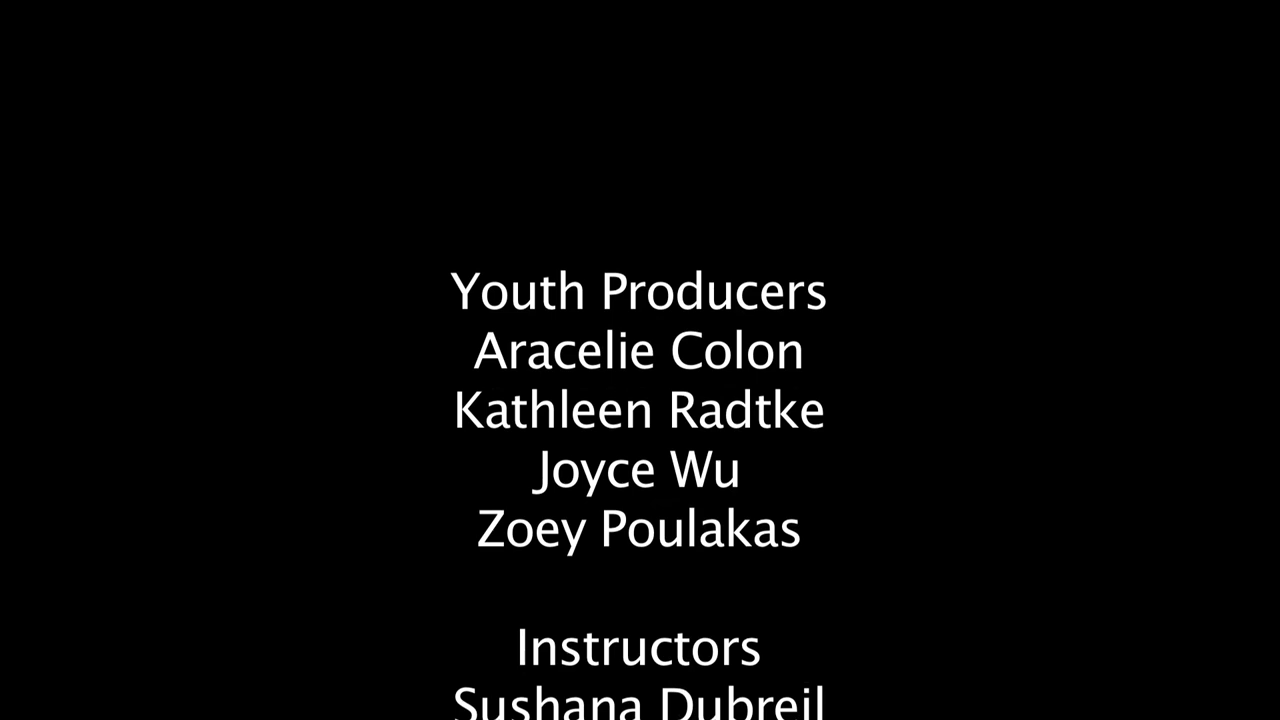 Youth Producers
Aracelie Colon
Kathleen Radtke
Joyce Wu
Zoey Poulakas
Instructors
Sushana Dubreil